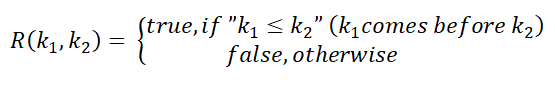 R(k₁, k₂) = { true, if ”k₁ ≤ k₂” (k₁comes before k₂)
false, otherwise